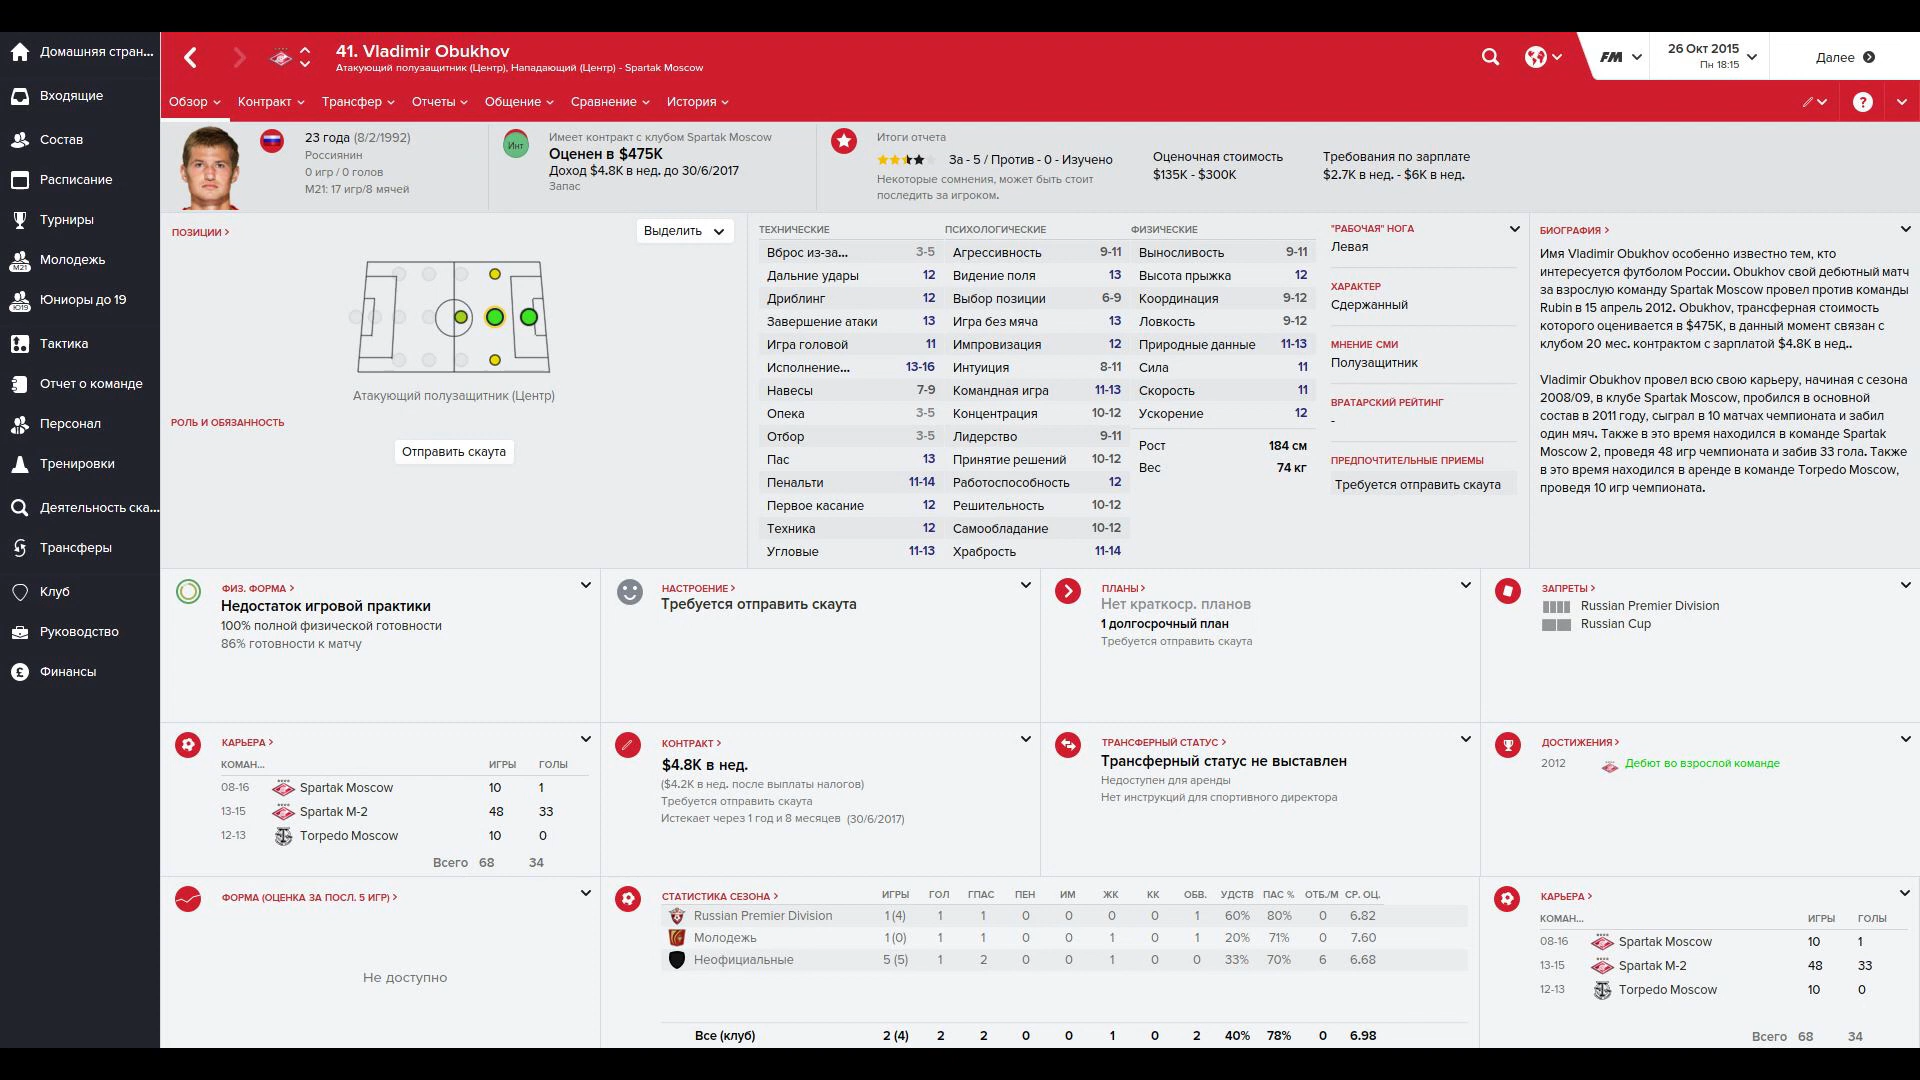 Домашняя стран...
Входящие
Состав
Расписание
Турниры
M21
Молодежь
Ю19
Юниоры до 19
Тактика
Отчет о команде
Персонал
Тренировки
Деятельность ска...
Трансферы
Клуб
Руководство
Финансы
41. Vladimir Obukhov
Атакующий полузащитник (Центр), Нападающий (Центр) - Spartak Moscow
FM
26 Окт 2015
Пн 18:15
Далее
Обзор Контракт Трансфер Отчеты Общение Сравнение История
?
23 года (8/2/1992)
Россиянин
0 игр / 0 голов
M21: 17 игр/8 мячей
Инт
Имеет контракт с клубом Spartak Moscow
Оценен в $475K
Доход $4.8K в нед. до 30/6/2017
Запас
Итоги отчета
За - 5 / Против - 0 - Изучено
Некоторые сомнения, может быть стоит
последить за игроком.
Оценочная стоимость
$135K - $300K
Требования по зарплате
$2.7K в нед. - $6K в нед.
ПОЗИЦИИ >
Выделить
Атакующий полузащитник (Центр)
РОЛЬ И ОБЯЗАННОСТЬ
Отправить скаута
ТЕХНИЧЕСКИЕ
Вброс из-за... 3-5
Дальние удары 12
Дриблинг 12
Завершение атаки 13
Игра головой 11
Исполнение... 13-16
Навесы 7-9
Опека 3-5
Отбор 3-5
Пас 13
Пенальти 11-14
Первое касание 12
Техника 12
Угловые 11-13
ПСИХОЛОГИЧЕСКИЕ
Агрессивность 9-11
Видение поля 13
Выбор позиции 6-9
Игра без мяча 13
Импровизация 12
Интуиция 8-11
Командная игра 11-13
Концентрация 10-12
Лидерство 9-11
Принятие решений 10-12
Работоспособность 12
Решительность 10-12
Самообладание 10-12
Храбрость 11-14
ФИЗИЧЕСКИЕ
Выносливость 9-11
Высота прыжка 12
Координация 9-12
Ловкость 9-12
Природные данные 11-13
Сила 11
Скорость 11
Ускорение 12
Рост 184 см
Вес 74 кг
"РАБОЧАЯ" НОГА
Левая
ХАРАКТЕР
Сдержанный
МНЕНИЕ СМИ
Полузащитник
ВРАТАРСКИЙ РЕЙТИНГ
-
ПРЕДПОЧТИТЕЛЬНЫЕ ПРИЕМЫ
Требуется отправить скаута
БИОГРАФИЯ >
Имя Vladimir Obukhov особенно известно тем, кто
интересуется футболом России. Obukhov свой дебютный матч
за взрослую команду Spartak Moscow провел против команды
Rubin в 15 апрель 2012. Obukhov, трансферная стоимость
которого оценивается в $475K, в данный момент связан с
клубом 20 мес. контрактом с зарплатой $4.8K в нед..
Vladimir Obukhov провел всю свою карьеру, начиная с сезона
2008/09, в клубе Spartak Moscow, пробился в основной
состав в 2011 году, сыграл в 10 матчах чемпионата и забил
один мяч. Также в это время находился в команде Spartak
Moscow 2, проведя 48 игр чемпионата и забив 33 гола. Также
в это время находился в аренде в команде Torpedo Moscow,
проведя 10 игр чемпионата.
ФИЗ. ФОРМА >
Недостаток игровой практики
100% полной физической готовности
86% готовности к матчу
НАСТРОЕНИЕ >
Требуется отправить скаута
ПЛАНЫ >
Нет краткоср. планов
1 долгосрочный план
Требуется отправить скаута
ЗАПРЕТЫ >
Russian Premier Division
Russian Cup
КАРЬЕРА >
КОМАН... ИГРЫ ГОЛЫ
08-16 Spartak Moscow 10 1
13-15 Spartak M-2 48 33
12-13 Torpedo Moscow 10 0
Всего 68 34
КОНТРАКТ >
$4.8K в нед.
($4.2K в нед. после выплаты налогов)
Требуется отправить скаута
Истекает через 1 год и 8 месяцев (30/6/2017)
ТРАНСФЕРНЫЙ СТАТУС >
Трансферный статус не выставлен
Недоступен для аренды
Нет инструкций для спортивного директора
ДОСТИЖЕНИЯ >
2012 Дебют во взрослой команде
ФОРМА (ОЦЕНКА ЗА ПОСЛ. 5 ИГР) >
Не доступно
СТАТИСТИКА СЕЗОНА > ИГРЫ ГОЛ ГПАС ПЕН ИМ ЖК КК ОБВ. УДСТВ ПАС % ОТБ./М СР. ОЦ.
Russian Premier Division 1 (4) 1 1 0 0 0 0 1 60% 80% 0 6.82
Молодежь 1 (0) 1 1 0 0 1 0 1 20% 71% 0 7.60
Неофициальные 5 (5) 1 2 0 0 1 0 0 33% 70% 6 6.68
Все (клуб) 2 (4) 2 2 0 0 1 0 2 40% 78% 0 6.98
КАРЬЕРА >
КОМАН... ИГРЫ ГОЛЫ
08-16 Spartak Moscow 10 1
13-15 Spartak M-2 48 33
12-13 Torpedo Moscow 10 0
Всего 68 34